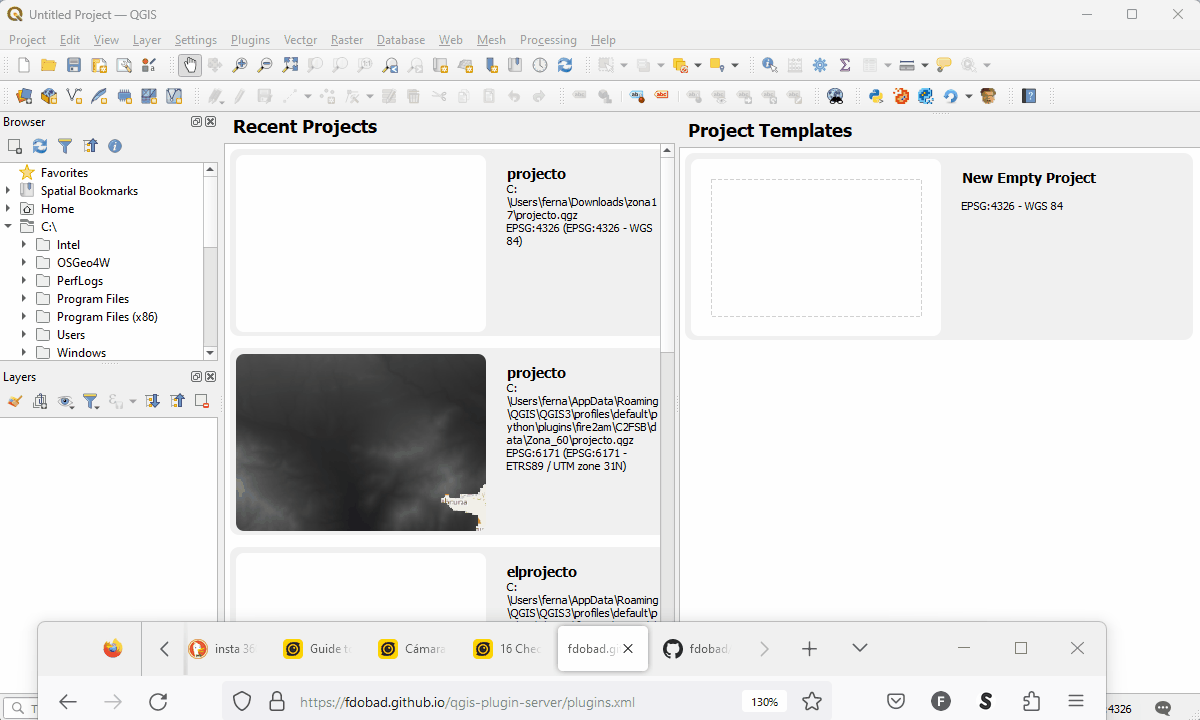 Untitled Project — QGIS
Project Edit View Layer Settings Plugins Vector Raster Database Web Mesh Processing Help
Browser
Favorites
Spatial Bookmarks
Home
C:\
Intel
OSGeo4W
PerfLogs
Program Files
Program Files (x86)
Users
Windows
Layers
Recent Projects
projecto
C:
\Users\ferna\Downloads\zona1
7\projecto.qgz
EPSG:4326 (EPSG:4326 - WGS
84)
projecto
C:
\Users\ferna\AppData\Roaming
\QGIS\QGIS3\profiles\default\p
ython\plugins\fire2am\C2FSB\d
ata\Zona_60\projecto.qgz
EPSG:6171 (EPSG:6171 -
ETRS89 / UTM zone 31N)
elprojecto
C:
\Users\ferna\AppData\Roaming
\QGIS\QGIS3\profiles\default\p
Project Templates
New Empty Project
EPSG:4326 - WGS 84
insta 36 Guide t Cámara 16 Chec fdobad.gi fdobad.
https://fdobad.github.io/qgis-plugin-server/plugins.xml 130%
4326